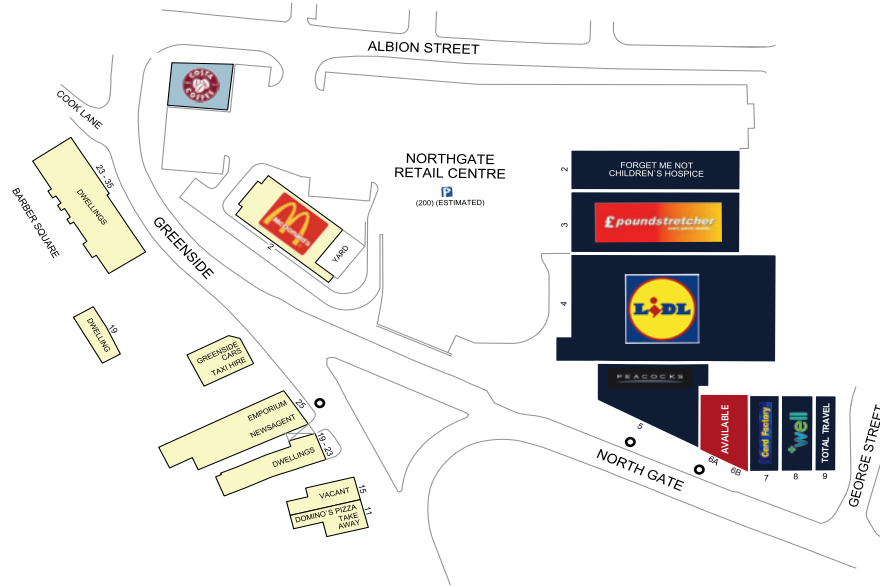 ALBION STREET
COSTA
COFFEE
COOK LANE
23 - 35
DWELLINGS
BARBER SQUARE
GREENSIDE
NORTHGATE
RETAIL CENTRE
P
(200) (ESTIMATED)
McDONALD'S
2
YARD
2
FORGET ME NOT
CHILDREN'S HOSPICE
3
£poundstretcher
4
LIDL
19
DWELLING
GREENSIDE
CARS
TAXI HIRE
PEACOCKS
5
25
EMPORIUM
NEWSAGENT
19 - 23
DWELLINGS
AVAILABLE
6A
6B
Card Factory
7
well
8
TOTAL TRAVEL
9
NORTH GATE
GEORGE STREET
VACANT
15
DOMINO'S PIZZA
TAKE
AWAY
11